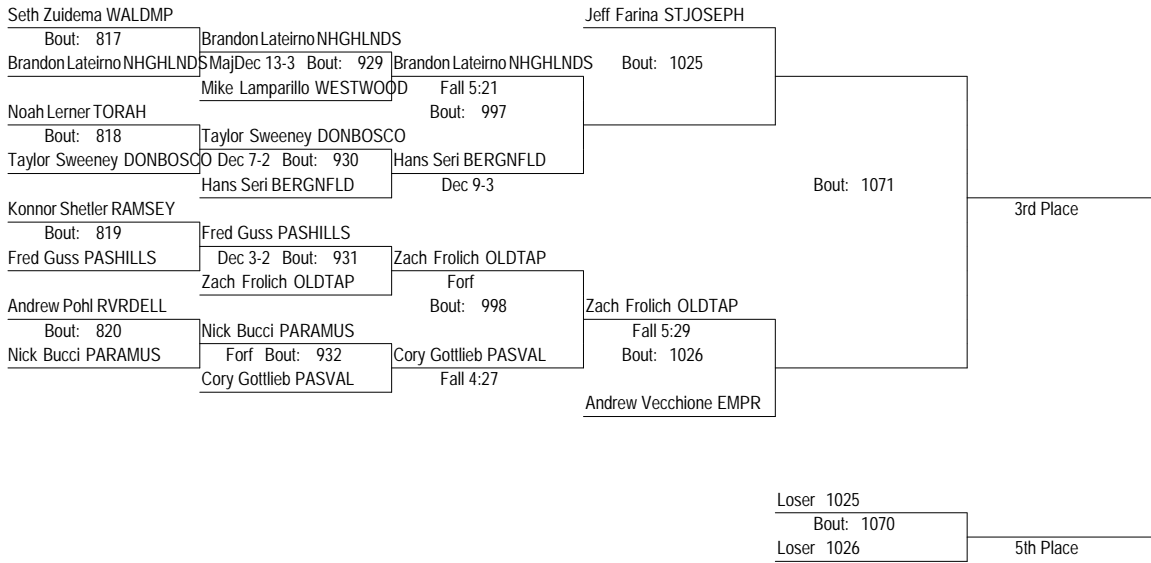 Seth Zuidema WALDMP
Jeff Farina STJOSEPH
Bout: 817
Brandon Lateirno NHGHLNDS
Brandon Lateirno NHGHLNDS
MajDec 13-3 Bout: 929
Brandon Lateirno NHGHLNDS
Bout: 1025
Mike Lamparillo WESTWOOD
Fall 5:21
Noah Lerner TORAH
Bout: 997
Bout: 818
Taylor Sweeney DONBOSCO
Taylor Sweeney DONBOSCO
Dec 7-2 Bout: 930
Hans Seri BERGNFLD
Hans Seri BERGNFLD
Dec 9-3
Bout: 1071
Konnor Shetler RAMSEY
3rd Place
Bout: 819
Fred Guss PASHILLS
Fred Guss PASHILLS
Dec 3-2 Bout: 931
Zach Frolich OLDTAP
Zach Frolich OLDTAP
Forf
Andrew Pohl RVRDELL
Bout: 998
Zach Frolich OLDTAP
Bout: 820
Nick Bucci PARAMUS
Fall 5:29
Nick Bucci PARAMUS
Forf Bout: 932
Cory Gottlieb PASVAL
Bout: 1026
Cory Gottlieb PASVAL
Fall 4:27
Andrew Vecchione EMPR
Loser 1025
Bout: 1070
Loser 1026
5th Place